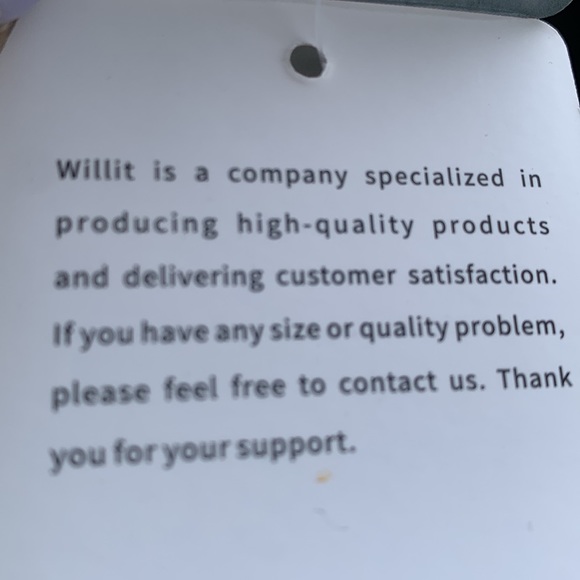 Willit is a company specialized in
producing high-quality products
and delivering customer satisfaction.
If you have any size or quality problem,
please feel free to contact us. Thank
you for your support.